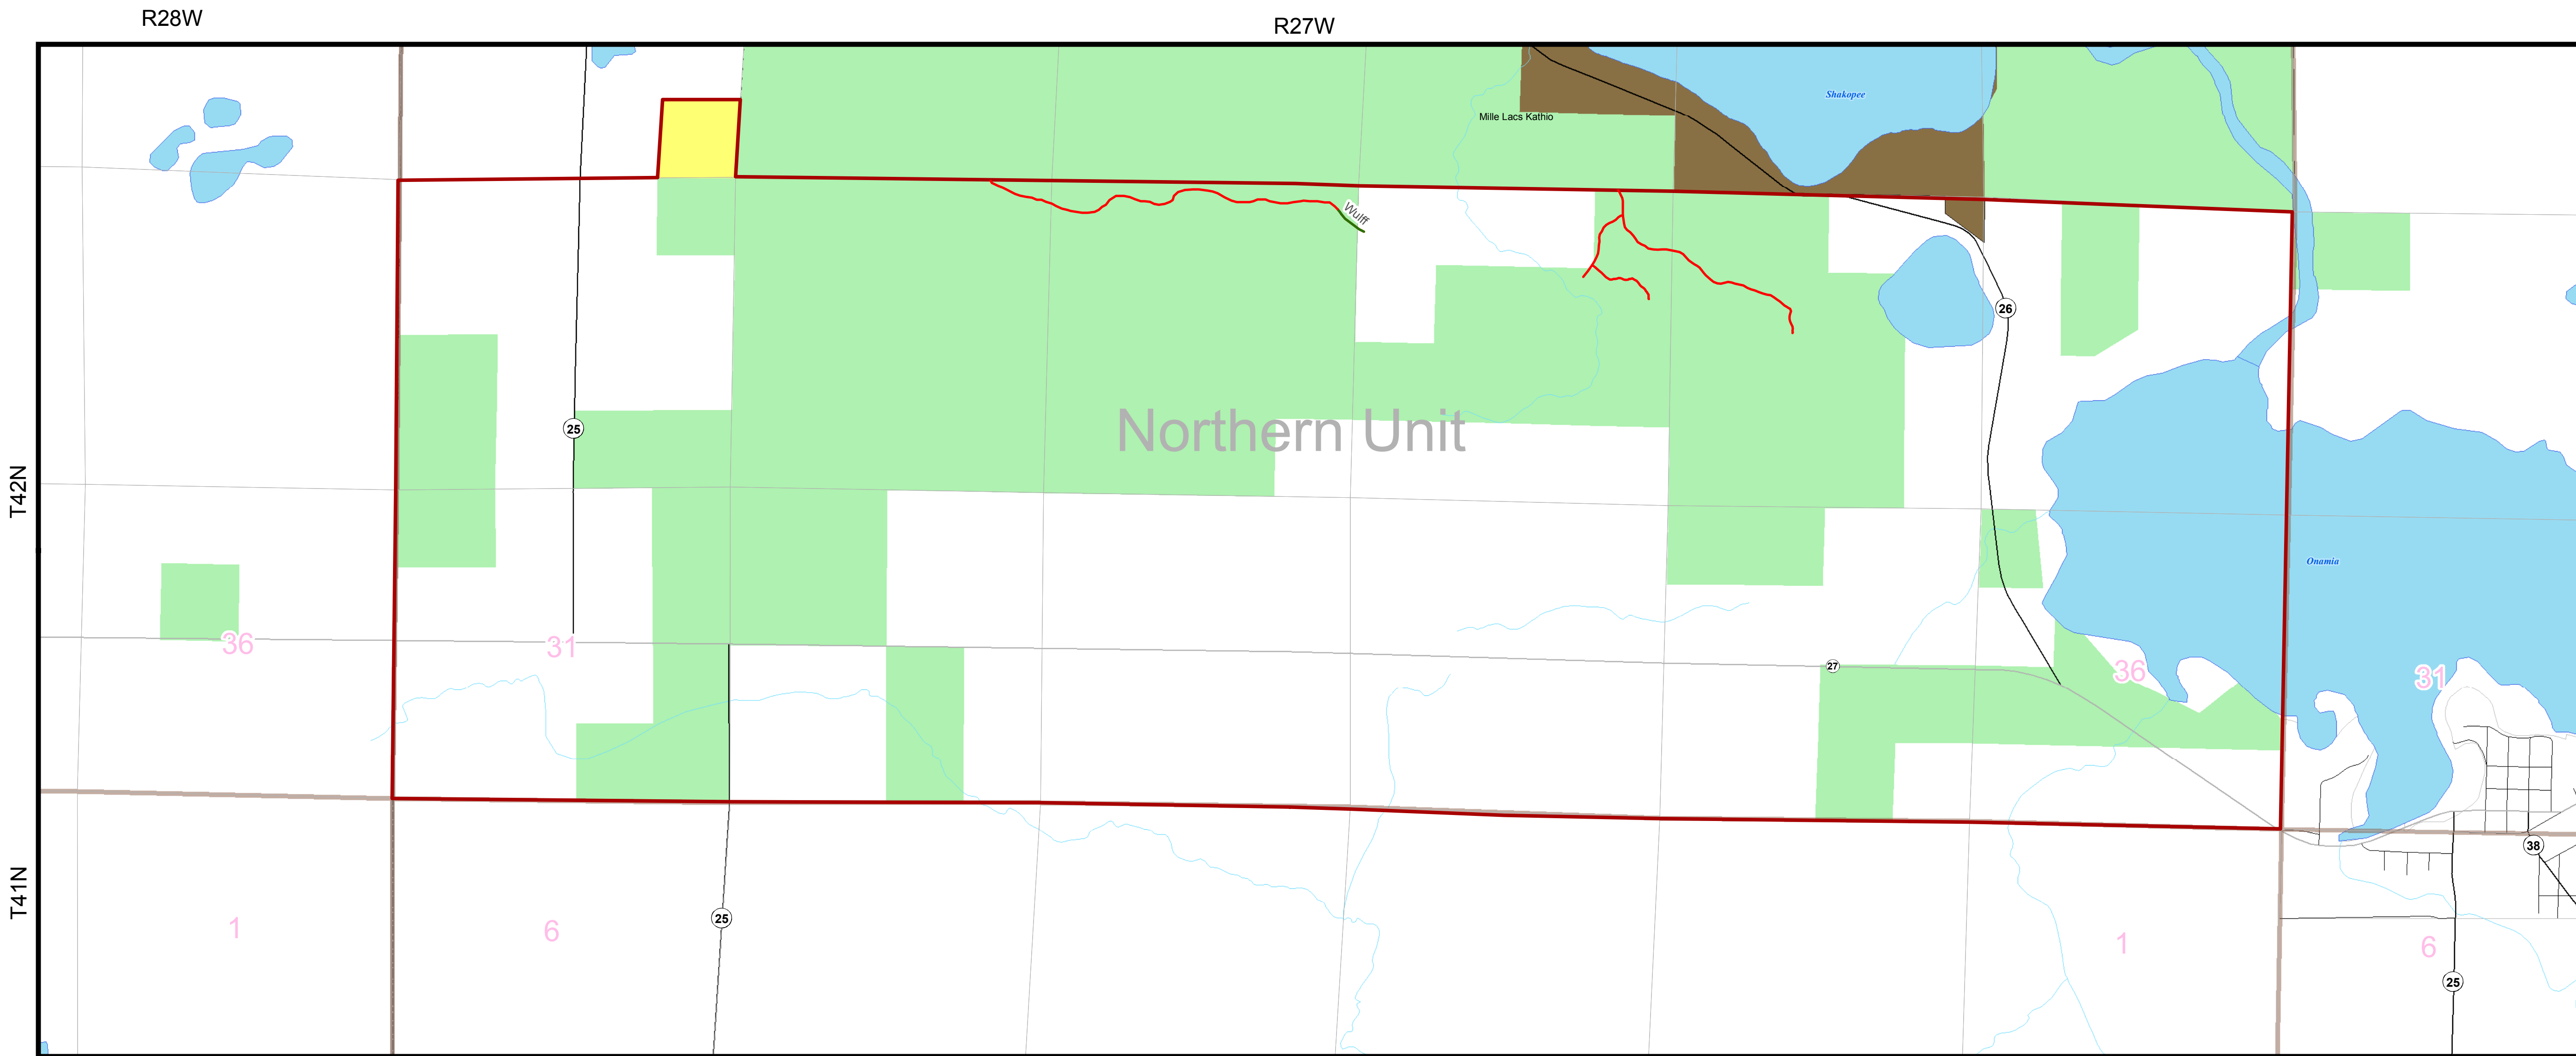 R28W
R27W
Shakopee
Mille Lacs Kathio
Wulff
26
25
Northern Unit
T42N
Onamia
36
31
27
36
31
38
T41N
25
1
6
1
6
25